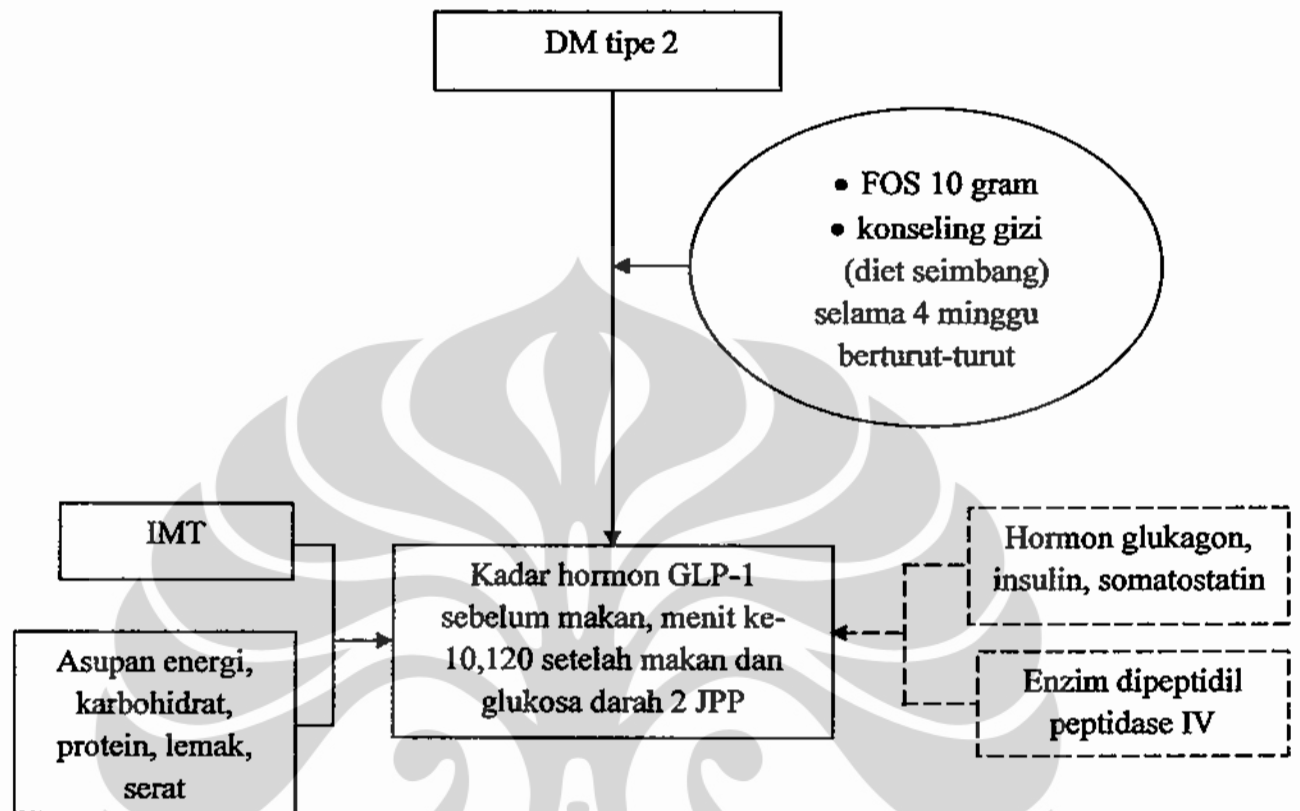 DM tipe 2
• FOS 10 gram
• konseling gizi
(diet seimbang)
selama 4 minggu
berturut-turut
IMT
Asupan energi,
karbohidrat,
protein, lemak,
serat
Kadar hormon GLP-1
sebelum makan, menit ke-
10,120 setelah makan dan
glukosa darah 2 JPP
Hormon glukagon,
insulin, somatostatin
Enzim dipeptidil
peptidase IV